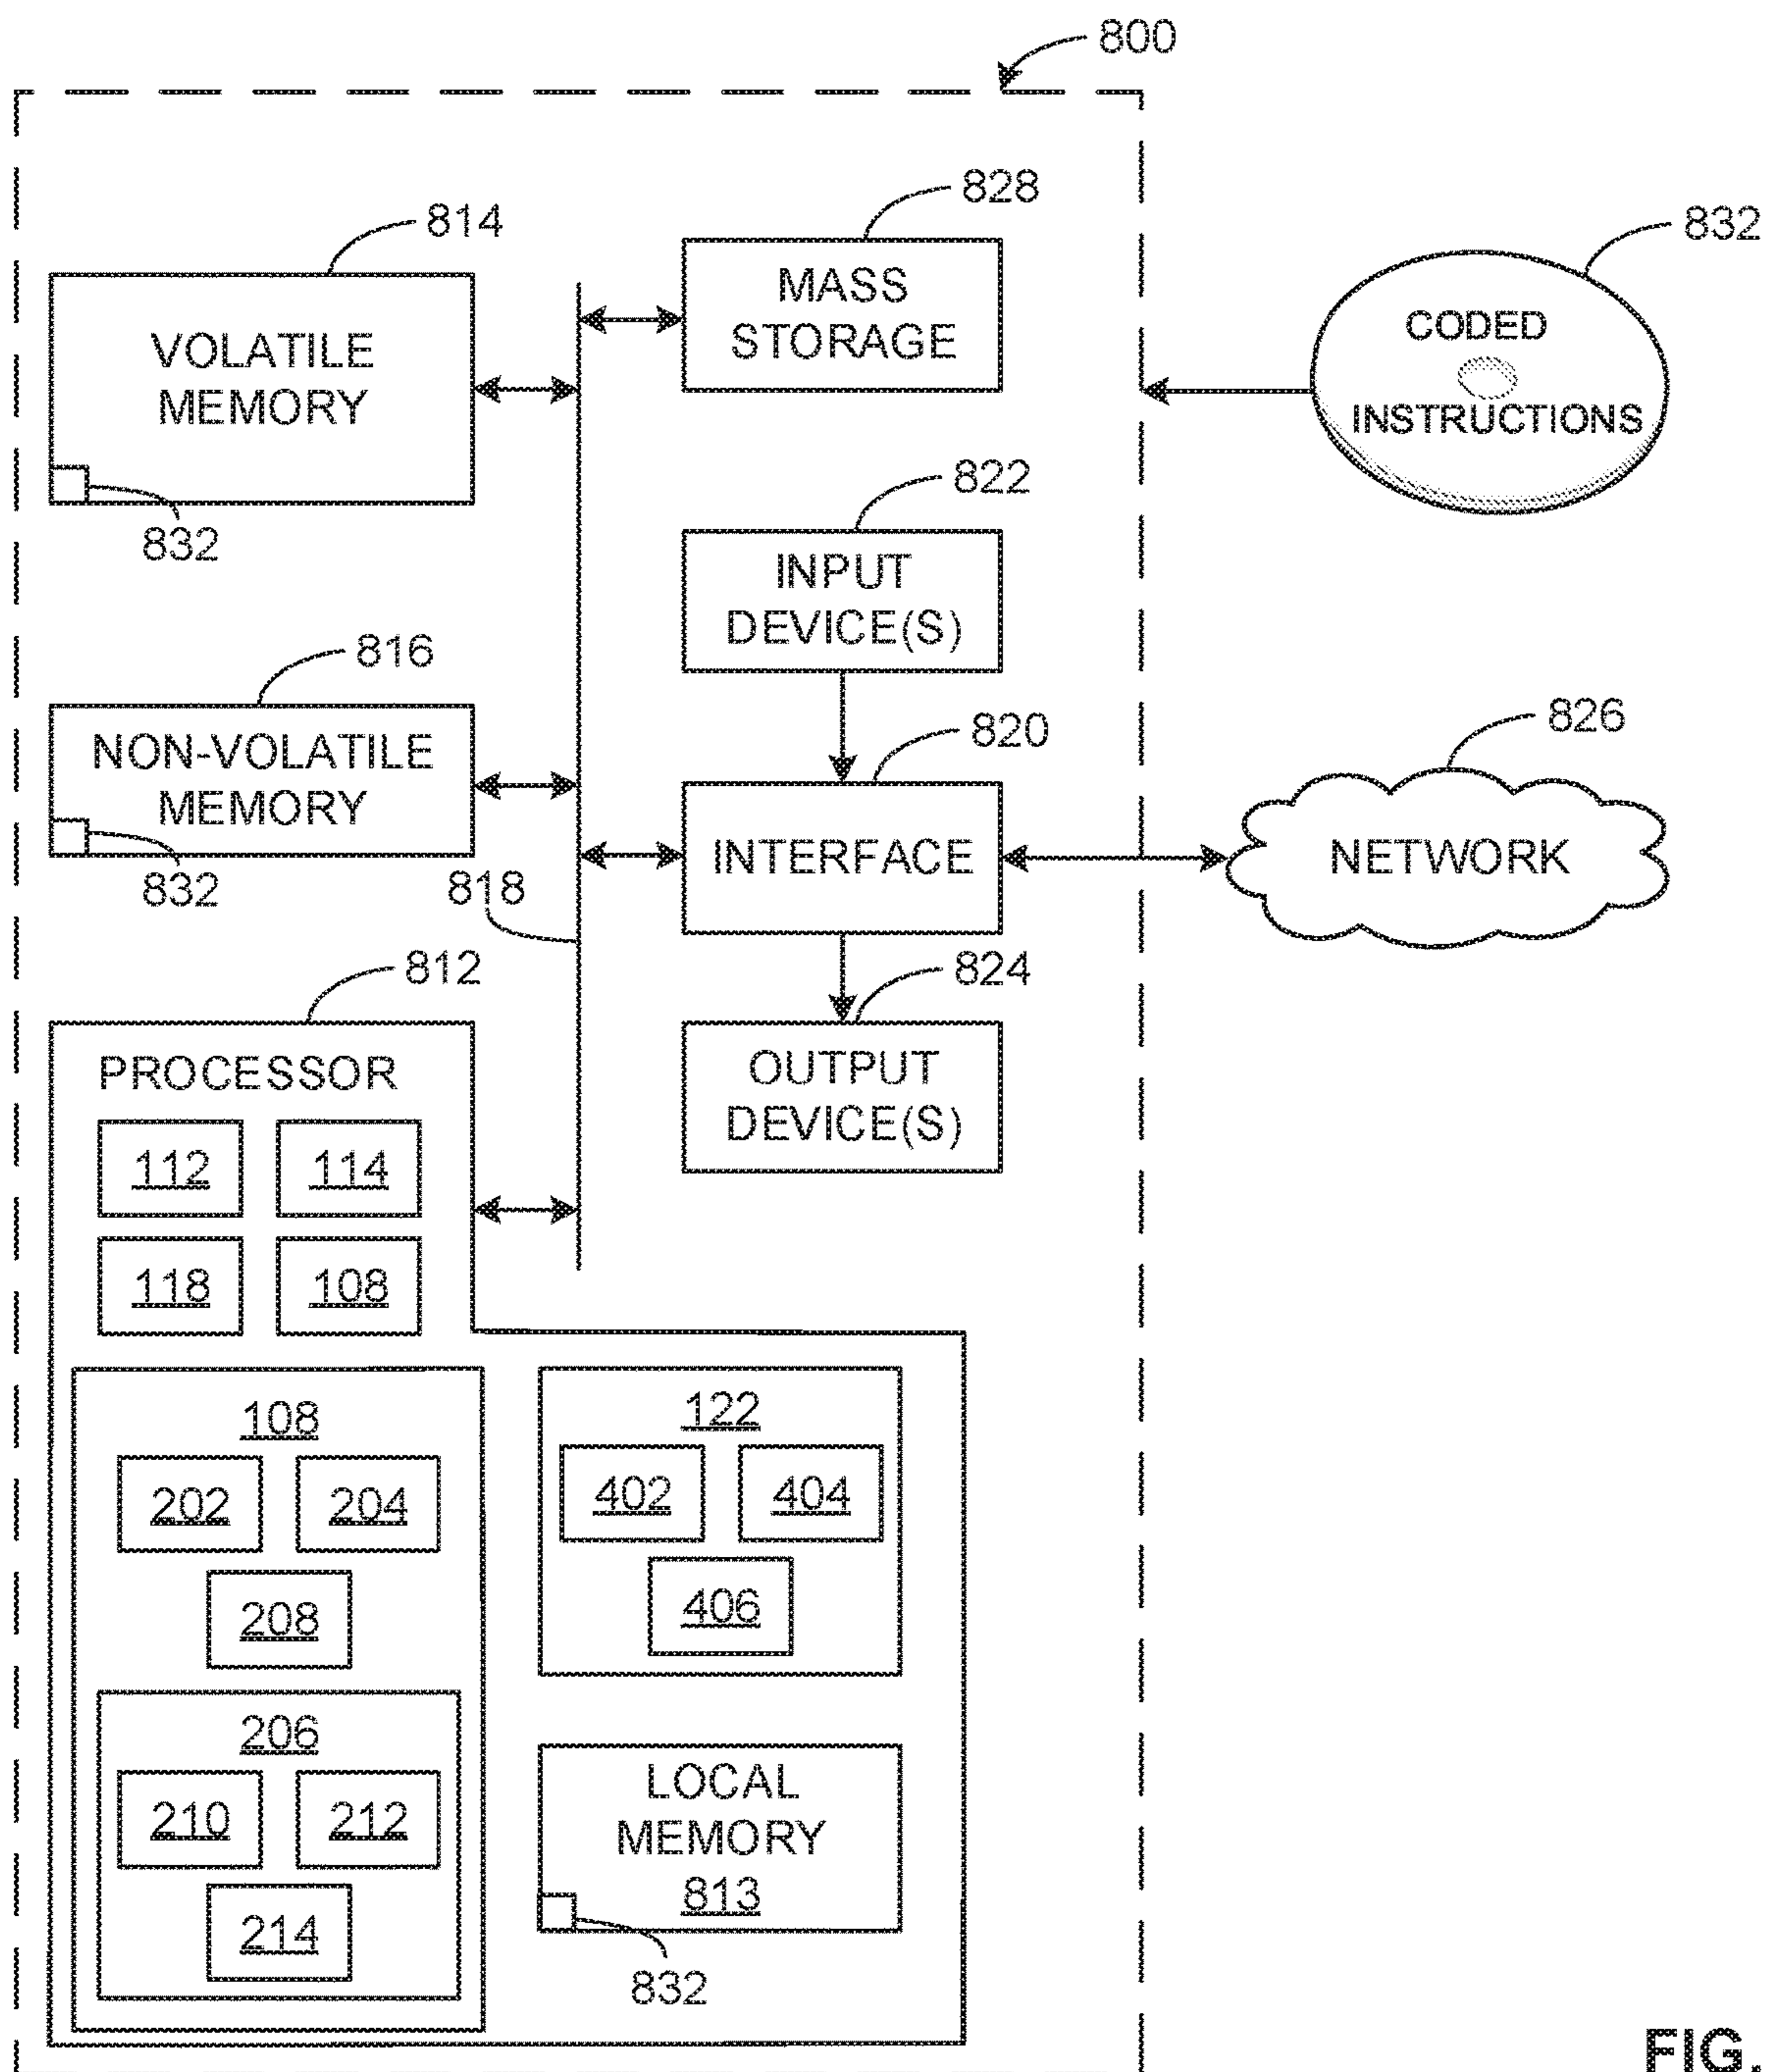 800
828
814
832
MASS
STORAGE
VOLATILE
MEMORY
CODED
INSTRUCTIONS
822
832
INPUT
DEVICE(S)
816
820
826
NON-VOLATILE
MEMORY
INTERFACE
NETWORK
832
818
812
824
PROCESSOR
OUTPUT
DEVICE(S)
112
114
118
108
108
122
202
204
402
404
208
406
206
LOCAL
MEMORY
813
210
212
214
832
FIG.